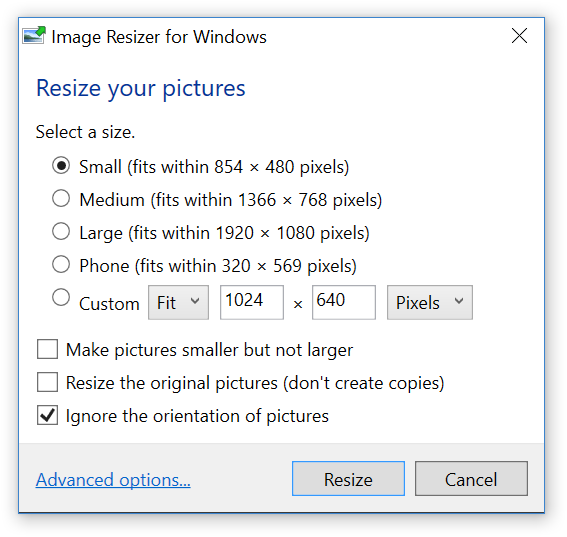 Image Resizer for Windows
Resize your pictures
Select a size.
Small (fits within 854 × 480 pixels)
Medium (fits within 1366 × 768 pixels)
Large (fits within 1920 × 1080 pixels)
Phone (fits within 320 × 569 pixels)
Custom Fit 1024 × 640 Pixels
Make pictures smaller but not larger
Resize the original pictures (don't create copies)
Ignore the orientation of pictures
Advanced options... Resize Cancel